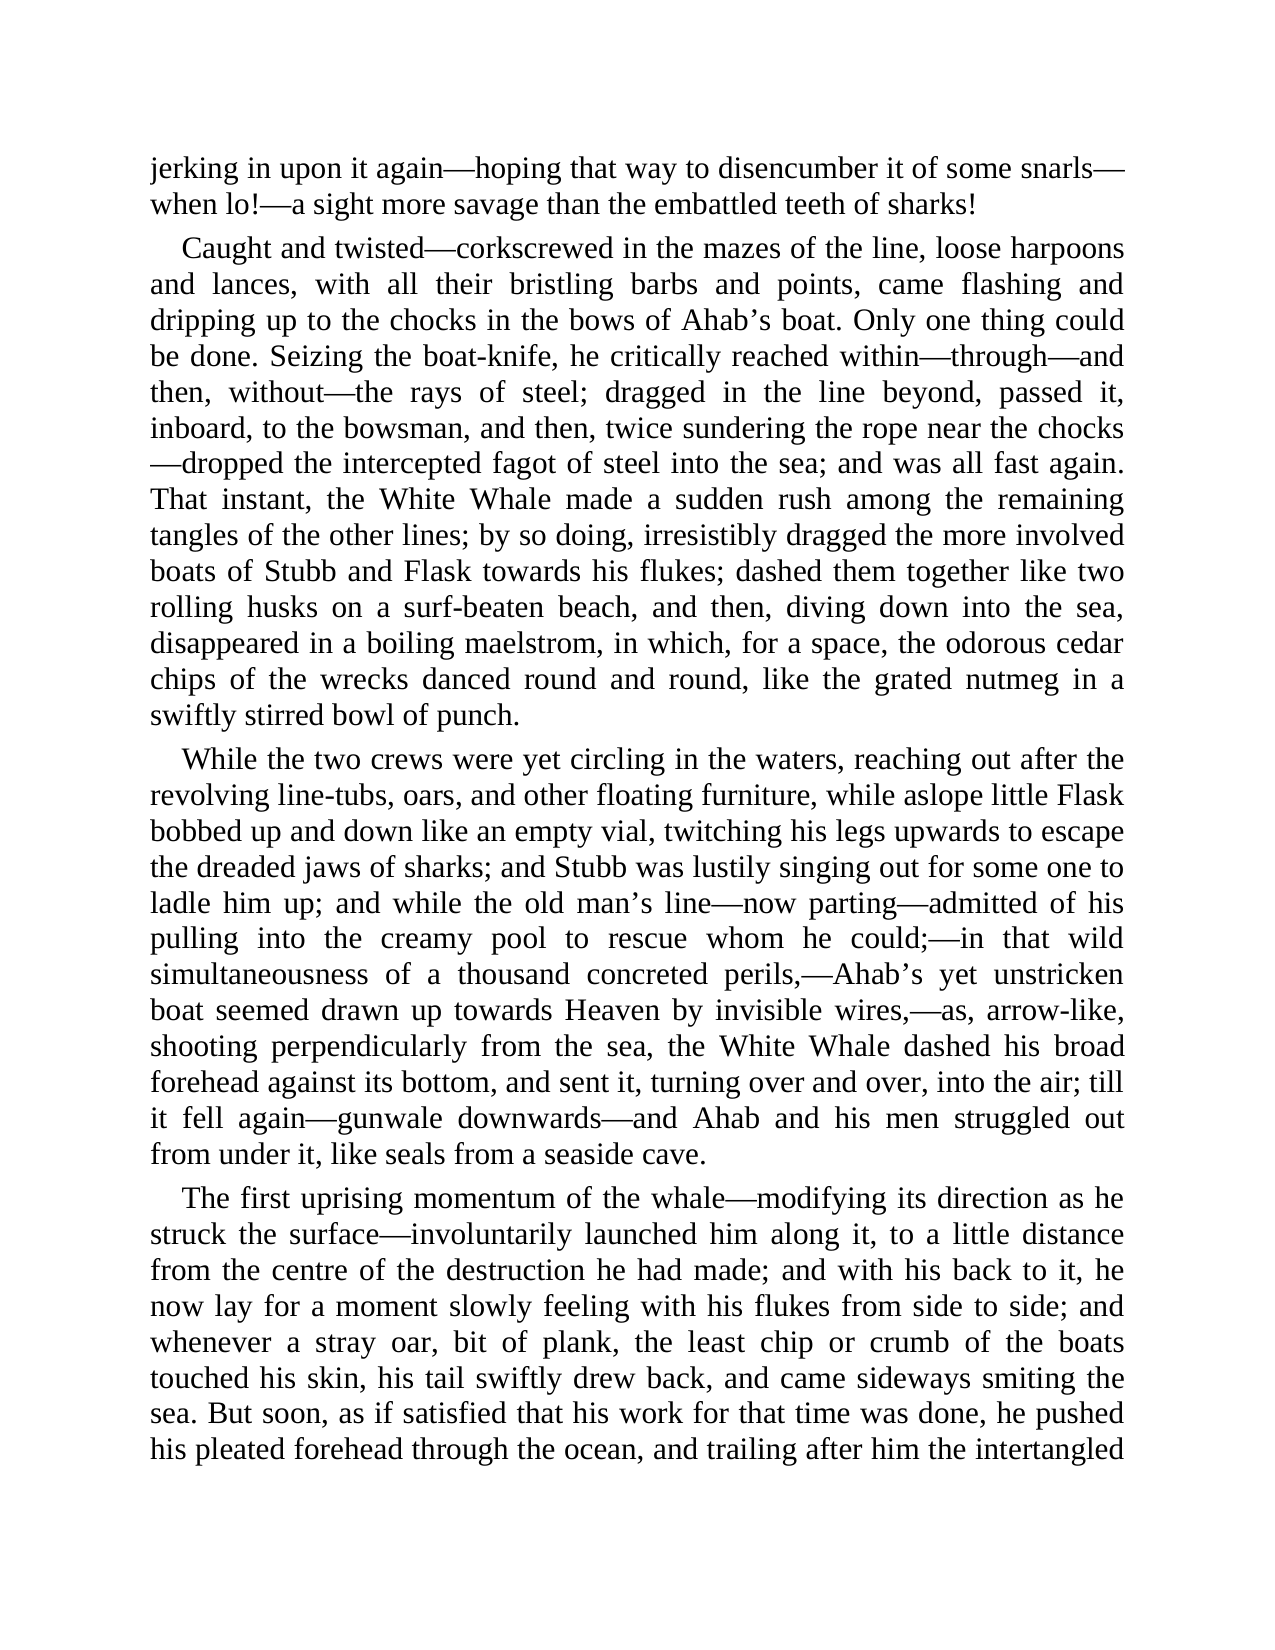 jerking in upon it again—hoping that way to disencumber it of some snarls—
when lo!—a sight more savage than the embattled teeth of sharks!
Caught and twisted—corkscrewed in the mazes of the line, loose harpoons
and lances, with all their bristling barbs and points, came flashing and
dripping up to the chocks in the bows of Ahab’s boat. Only one thing could
be done. Seizing the boat-knife, he critically reached within—through—and
then, without—the rays of steel; dragged in the line beyond, passed it,
inboard, to the bowsman, and then, twice sundering the rope near the chocks
—dropped the intercepted fagot of steel into the sea; and was all fast again.
That instant, the White Whale made a sudden rush among the remaining
tangles of the other lines; by so doing, irresistibly dragged the more involved
boats of Stubb and Flask towards his flukes; dashed them together like two
rolling husks on a surf-beaten beach, and then, diving down into the sea,
disappeared in a boiling maelstrom, in which, for a space, the odorous cedar
chips of the wrecks danced round and round, like the grated nutmeg in a
swiftly stirred bowl of punch.
While the two crews were yet circling in the waters, reaching out after the
revolving line-tubs, oars, and other floating furniture, while aslope little Flask
bobbed up and down like an empty vial, twitching his legs upwards to escape
the dreaded jaws of sharks; and Stubb was lustily singing out for some one to
ladle him up; and while the old man’s line—now parting—admitted of his
pulling into the creamy pool to rescue whom he could;—in that wild
simultaneousness of a thousand concreted perils,—Ahab’s yet unstricken
boat seemed drawn up towards Heaven by invisible wires,—as, arrow-like,
shooting perpendicularly from the sea, the White Whale dashed his broad
forehead against its bottom, and sent it, turning over and over, into the air; till
it fell again—gunwale downwards—and Ahab and his men struggled out
from under it, like seals from a seaside cave.
The first uprising momentum of the whale—modifying its direction as he
struck the surface—involuntarily launched him along it, to a little distance
from the centre of the destruction he had made; and with his back to it, he
now lay for a moment slowly feeling with his flukes from side to side; and
whenever a stray oar, bit of plank, the least chip or crumb of the boats
touched his skin, his tail swiftly drew back, and came sideways smiting the
sea. But soon, as if satisfied that his work for that time was done, he pushed
his pleated forehead through the ocean, and trailing after him the intertangled